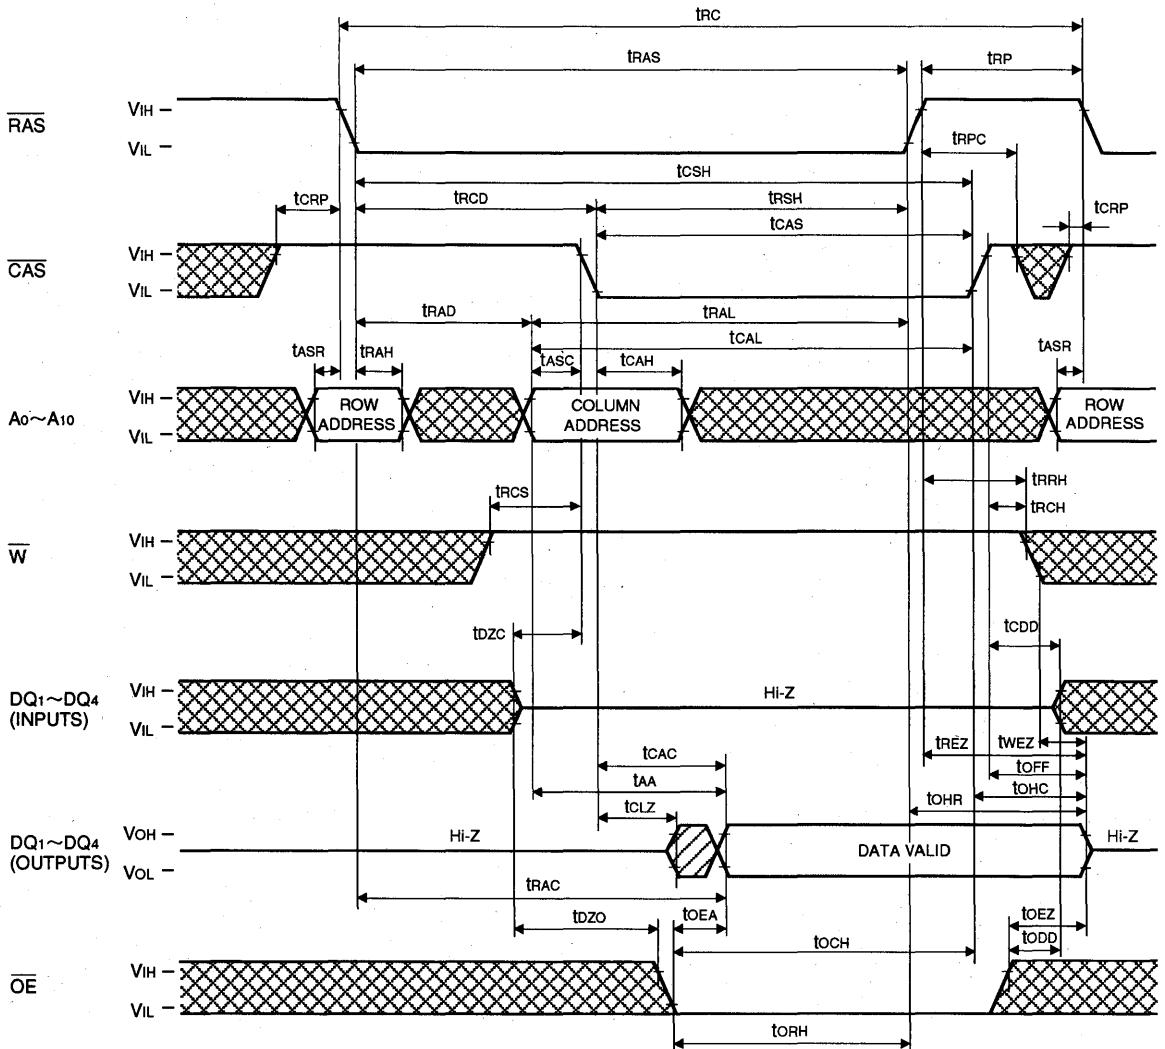 tRC
tRAS
tRP
RAS
VIH
VIL
tRPC
tCSH
tCRP
tRCD
tRSH
tCRP
tCAS
CAS
VIH
VIL
tRAD
tRAL
tCAL
tASR
tRAH
tASC
tCAH
tASR
A0~A10
VIH
VIL
ROW ADDRESS
COLUMN ADDRESS
ROW ADDRESS
tRRH
tRCS
tRCH
W
VIH
VIL
tDZC
tCDD
DQ1~DQ4
(INPUTS)
VIH
VIL
Hi-Z
tREZ
tWEZ
tCAC
tOFF
tAA
tOHC
tCLZ
tOHR
DQ1~DQ4
(OUTPUTS)
VOH
VOL
Hi-Z
DATA VALID
Hi-Z
tRAC
tDZO
tOEA
tOEZ
tOCH
tODD
OE
VIH
VIL
tORH